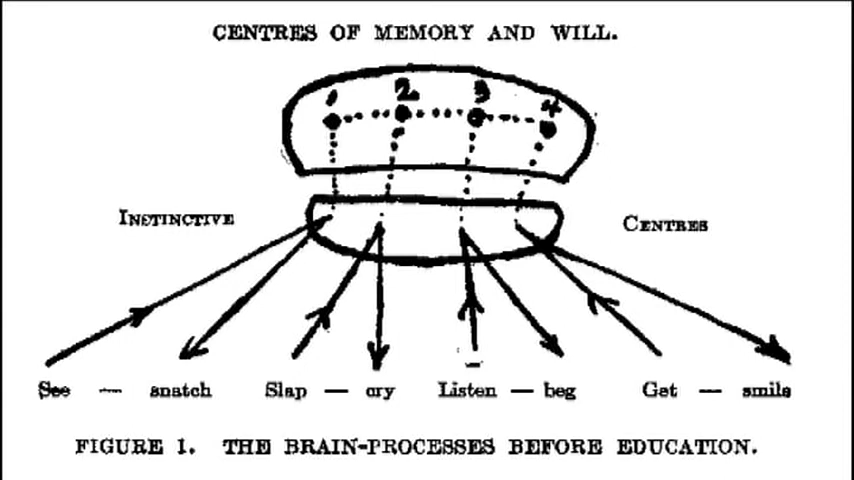 CENTRES OF MEMORY AND WILL.
1 2 3 4
INSTINCTIVE CENTRES
See — snatch Slap — cry Listen — beg Get — smile
FIGURE 1. THE BRAIN-PROCESSES BEFORE EDUCATION.